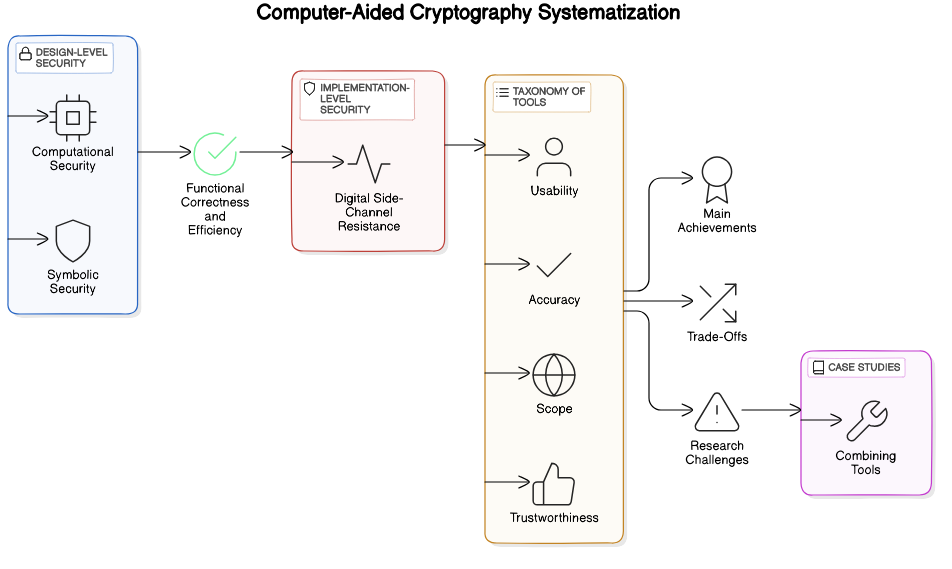 Computer-Aided Cryptography Systematization
DESIGN-LEVEL
SECURITY
Computational
Security
Symbolic
Security
Functional
Correctness
and
Efficiency
IMPLEMENTATION-
LEVEL
SECURITY
Digital Side-
Channel
Resistance
TAXONOMY OF
TOOLS
Usability
Accuracy
Scope
Trustworthiness
Main
Achievements
Trade-Offs
Research
Challenges
CASE STUDIES
Combining
Tools